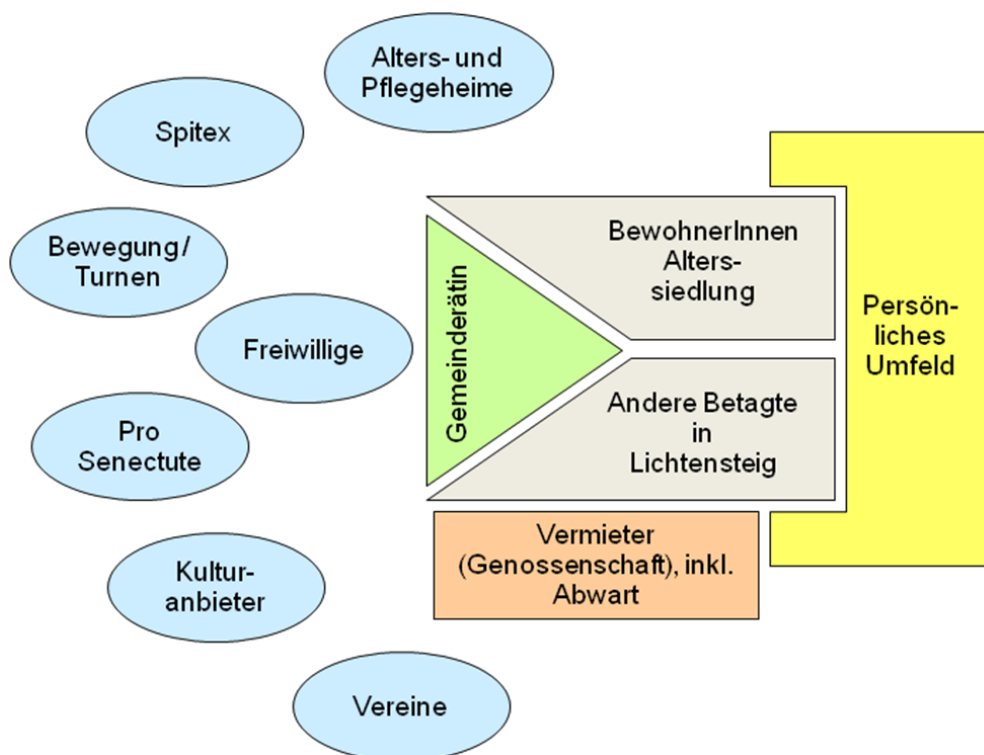 Alters- und
Pflegeheime
Spitex
Bewegung/
Turnen
Freiwillige
Pro
Senectute
Kultur-
anbieter
Vereine
Gemeinderätin
BewohnerInnen
Alters-
siedlung
Andere Betagte
in
Lichtensteig
Vermieter
(Genossenschaft), inkl.
Abwart
Persön-
liches
Umfeld